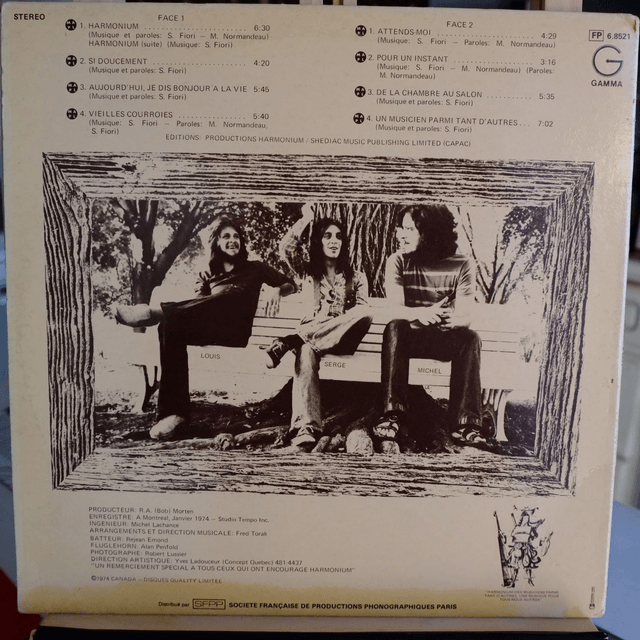 STEREO
FACE 1
1. HARMONIUM 6:30
(Musique et paroles: S. Fiori — M. Normandeau)
HARMONIUM (suite) (Musique: S. Fiori)
2. SI DOUCEMENT 4:20
(Musique et paroles: S. Fiori)
3. AUJOURD'HUI, JE DIS BONJOUR A LA VIE 5:45
(Musique et paroles: S. Fiori)
4. VIEILLES COURROIES 5:40
(Musique: S. Fiori — Paroles: M. Normandeau,
S. Fiori)
FACE 2
1. ATTENDS-MOI 4:29
(Musique: S. Fiori — Paroles: M. Normandeau)
2. POUR UN INSTANT 3:16
(Musique: S. Fiori — M. Normandeau) (Paroles:
M. Normandeau)
3. DE LA CHAMBRE AU SALON 5:35
(Musique et paroles: S. Fiori)
4. UN MUSICIEN PARMI TANT D'AUTRES 7:02
(Musique: S. Fiori — Paroles: M. Normandeau)
FP 6.8521
G
GAMMA
EDITIONS: PRODUCTIONS HARMONIUM / SHEDIAC MUSIC PUBLISHING LIMITED (CAPAC)
LOUIS
SERGE
MICHEL
PRODUCTEUR: R.A. (Bob) Morten
ENREGISTRE: A Montreal, Janvier 1974 — Studio Tempo Inc.
INGENIEUR: Michel Lachance
ARRANGEMENTS ET DIRECTION MUSICALE: Fred Torak
BATTEUR: Rejean Emond
FLUGLEHORN: Alan Penfold
PHOTOGRAPHE: Robert Lussier
DIRECTION ARTISTIQUE: Yves Ladouceur (Concept Quebec) 481-4437
"UN REMERCIEMENT SPECIAL A TOUS CEUX QUI ONT ENCOURAGE HARMONIUM"
©1974 CANADA — DISQUES QUALITY LIMITEE
Distribué par SFPP SOCIETE FRANÇAISE DE PRODUCTIONS PHONOGRAPHIQUES PARIS